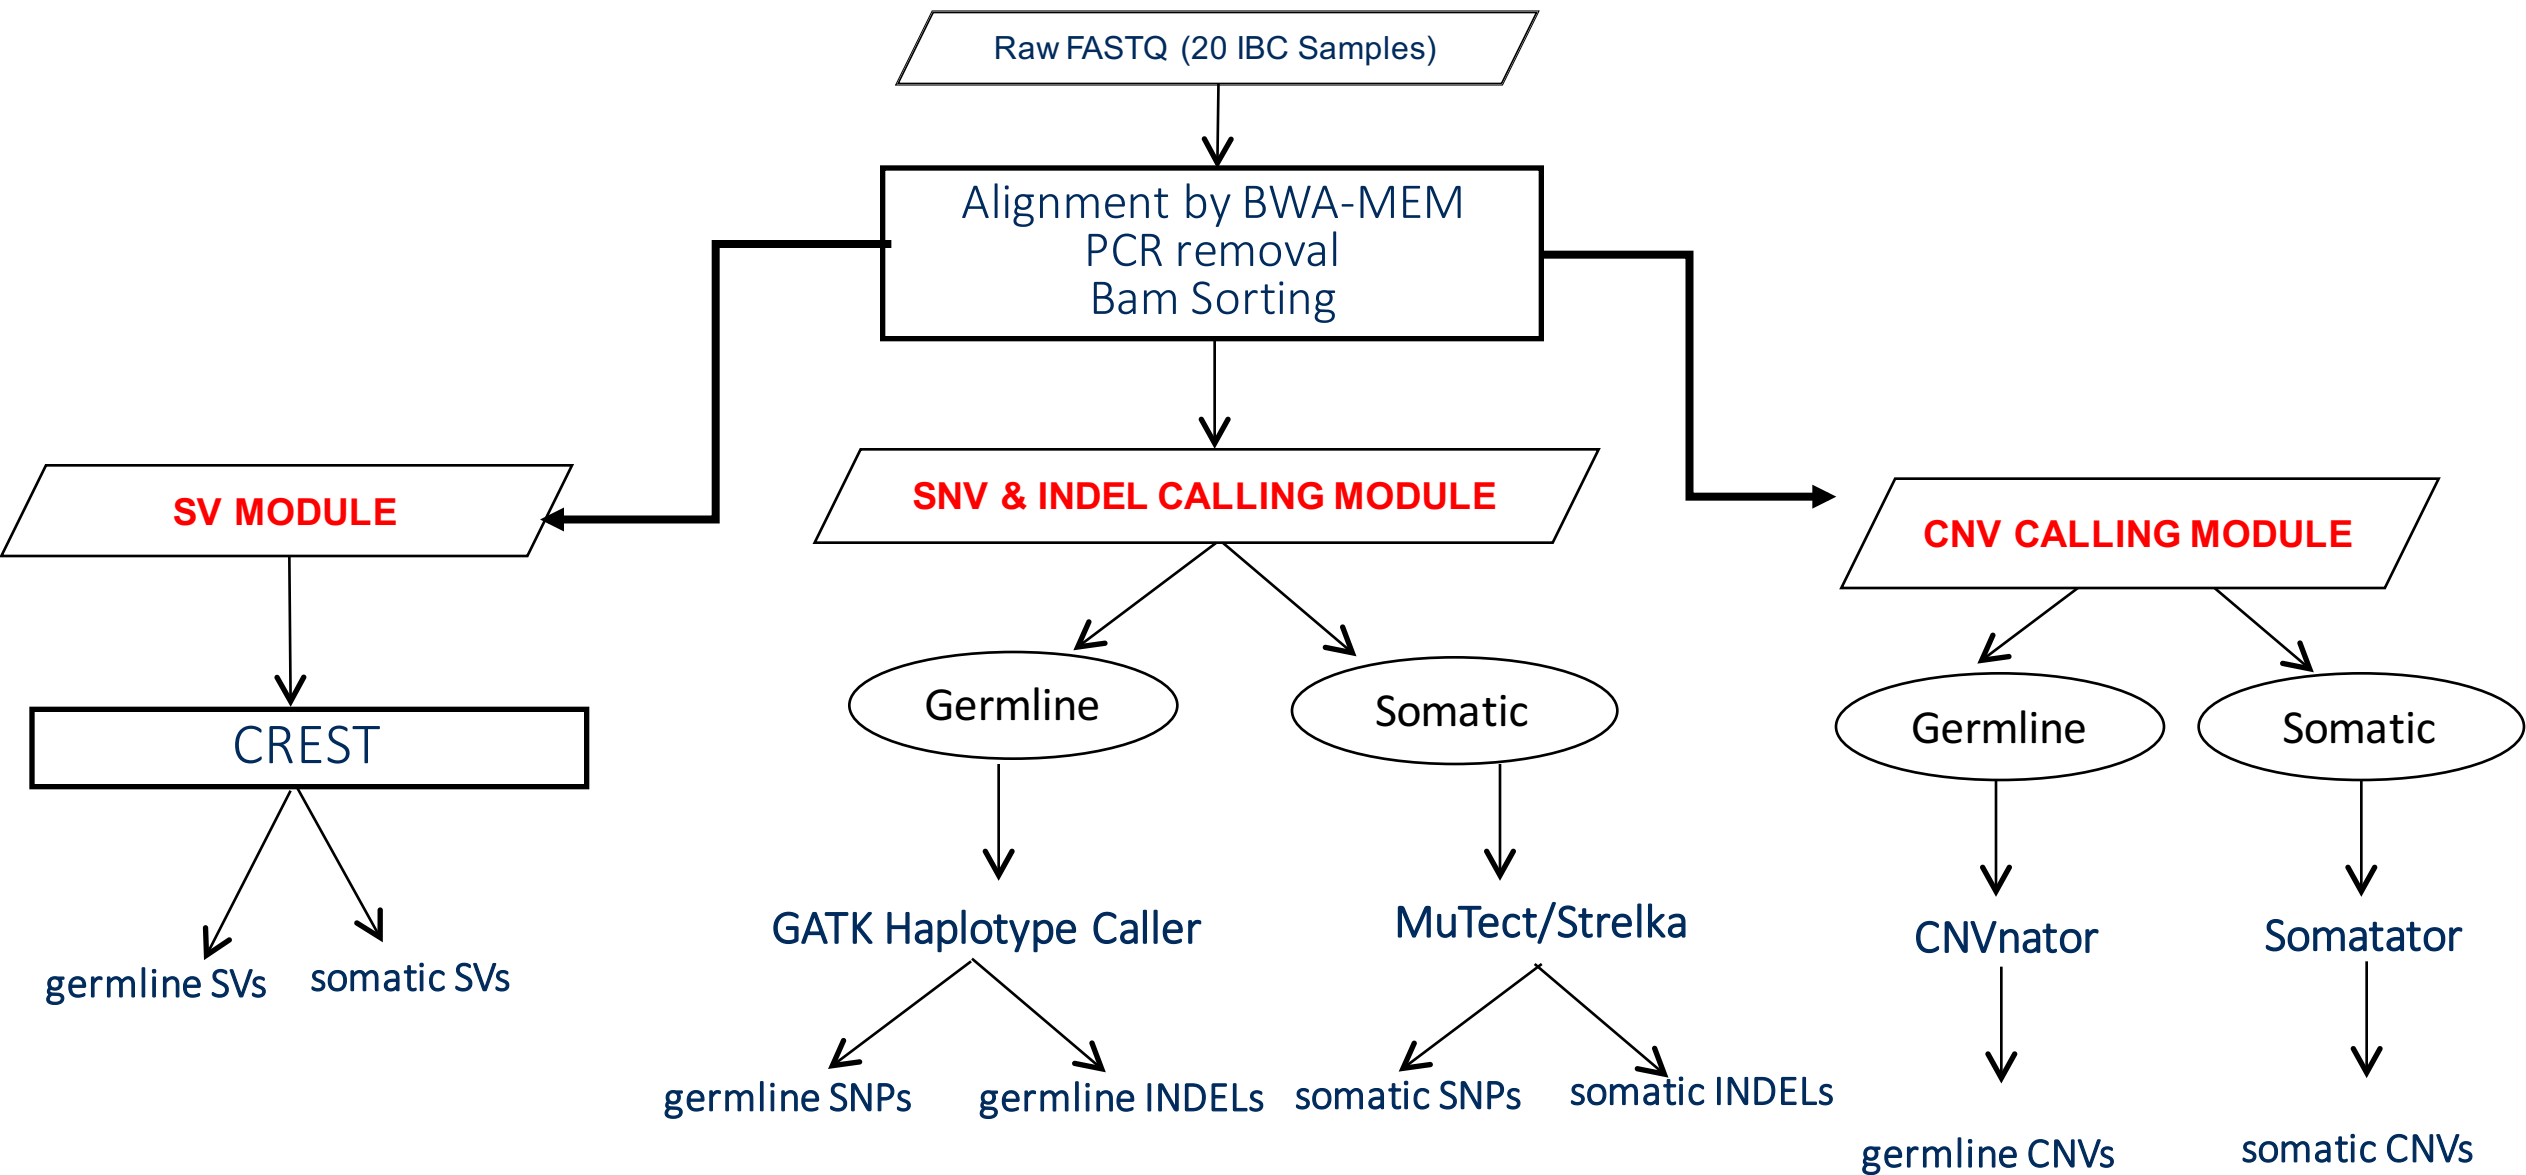 Raw FASTQ (20 IBC Samples)
Alignment by BWA-MEM
PCR removal
Bam Sorting
SV MODULE
SNV & INDEL CALLING MODULE
CNV CALLING MODULE
CREST
Germline
Somatic
Germline
Somatic
GATK Haplotype Caller
MuTect/Strelka
CNVnator
Somatator
germline SVs
somatic SVs
germline SNPs
germline INDELs
somatic SNPs
somatic INDELs
germline CNVs
somatic CNVs